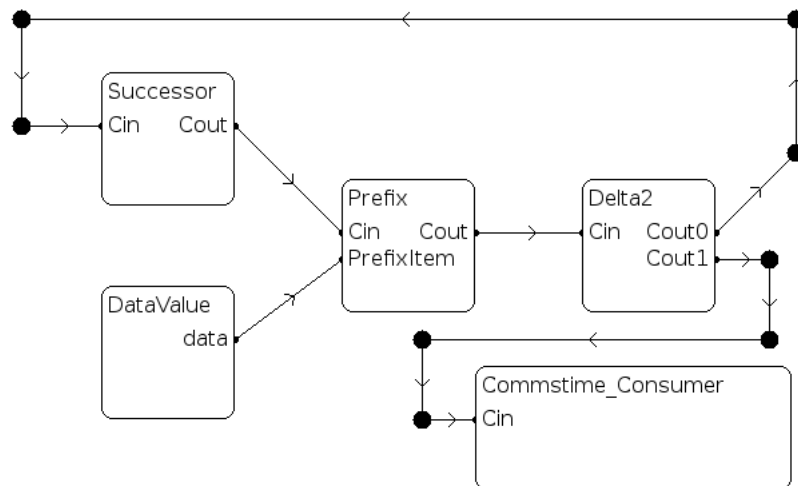 Successor
Cin Cout
Prefix
Cin Cout
PrefixItem
Delta2
Cin Cout0
Cout1
DataValue
data
Commstime_Consumer
Cin